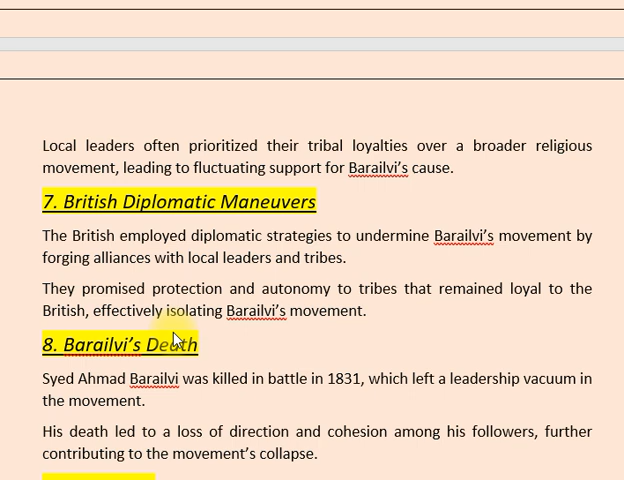 Local leaders often prioritized their tribal loyalties over a broader religious
movement, leading to fluctuating support for Barailvi’s cause.
7. British Diplomatic Maneuvers
The British employed diplomatic strategies to undermine Barailvi’s movement by
forging alliances with local leaders and tribes.
They promised protection and autonomy to tribes that remained loyal to the
British, effectively isolating Barailvi’s movement.
8. Barailvi’s Death
Syed Ahmad Barailvi was killed in battle in 1831, which left a leadership vacuum in
the movement.
His death led to a loss of direction and cohesion among his followers, further
contributing to the movement’s collapse.